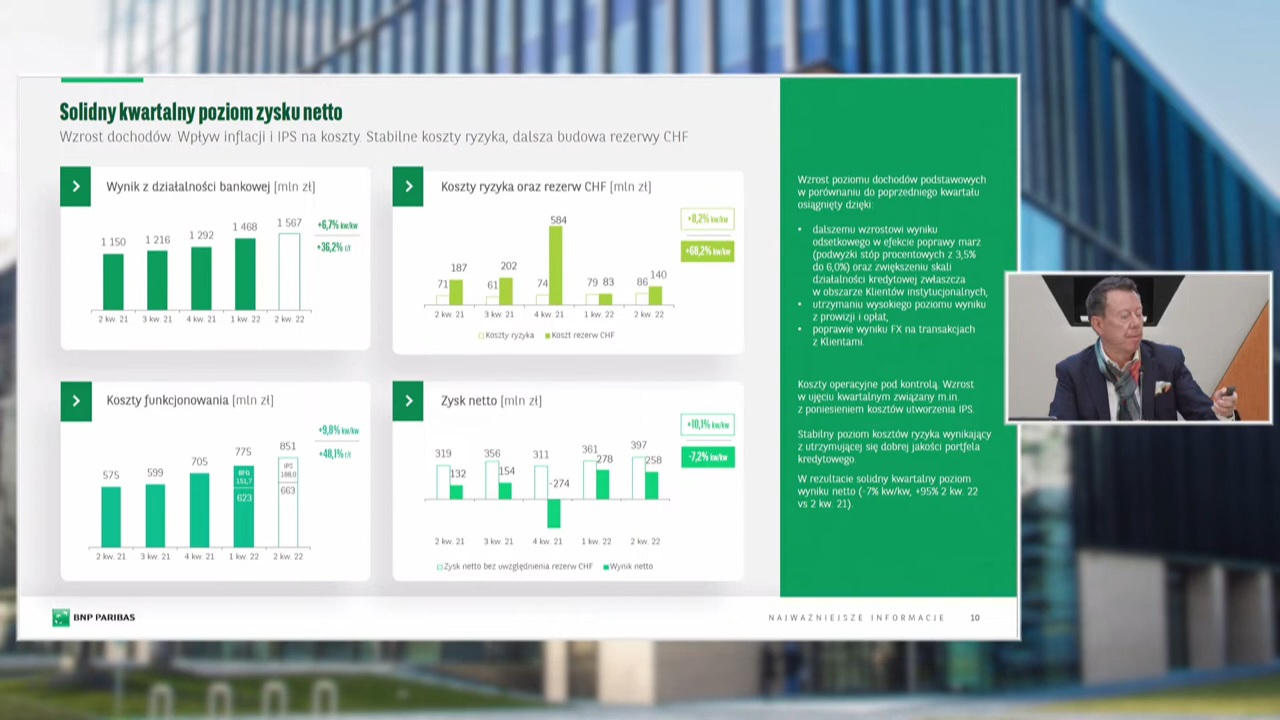 Solidny kwartalny poziom zysku netto
Wzrost dochodów. Wpływ inflacji i IPS na koszty. Stabilne koszty ryzyka, dalsza budowa rezerwy CHF
Wynik z działalności bankowej [mln zł]
1 150
1 216
1 292
1 468
1 567
+6,7% kw/kw
+36,2% r/r
2 kw. 21
3 kw. 21
4 kw. 21
1 kw. 22
2 kw. 22
Koszty ryzyka oraz rezerw CHF [mln zł]
71
187
61
202
74
584
79
83
86
140
+8,2% kw/kw
+68,2% kw/kw
2 kw. 21
3 kw. 21
4 kw. 21
1 kw. 22
2 kw. 22
Koszty ryzyka
Koszt rezerw CHF
Koszty funkcjonowania [mln zł]
575
599
705
775
BFG
151,7
623
851
IPS
188,0
663
+9,8% kw/kw
+48,1% r/r
2 kw. 21
3 kw. 21
4 kw. 21
1 kw. 22
2 kw. 22
Zysk netto [mln zł]
319
132
356
154
311
-274
361
278
397
258
+10,1% kw/kw
-7,2% kw/kw
2 kw. 21
3 kw. 21
4 kw. 21
1 kw. 22
2 kw. 22
Zysk netto bez uwzględnienia rezerw CHF
Wynik netto
Wzrost poziomu dochodów podstawowych
w porównaniu do poprzedniego kwartału
osiągnięty dzięki:
• dalszemu wzrostowi wyniku
odsetkowego w efekcie poprawy marz
(podwyżki stóp procentowych z 3,5%
do 6,0%) oraz zwiększeniu skali
działalności kredytowej zwłaszcza
w obszarze Klientów instytucjonalnych,
• utrzymaniu wysokiego poziomu wyniku
z prowizji i opłat,
• poprawie wyniku FX na transakcjach
z Klientami.
Koszty operacyjne pod kontrolą. Wzrost
w ujęciu kwartalnym związany m.in.
z poniesieniem kosztów utworzenia IPS.
Stabilny poziom kosztów ryzyka wynikający
z utrzymującej się dobrej jakości portfela
kredytowego.
W rezultacie solidny kwartalny poziom
wyniku netto (-7% kw/kw, +95% 2 kw. 22
vs 2 kw. 21).
BNP PARIBAS
NAJWAŻNIEJSZE INFORMACJE
10